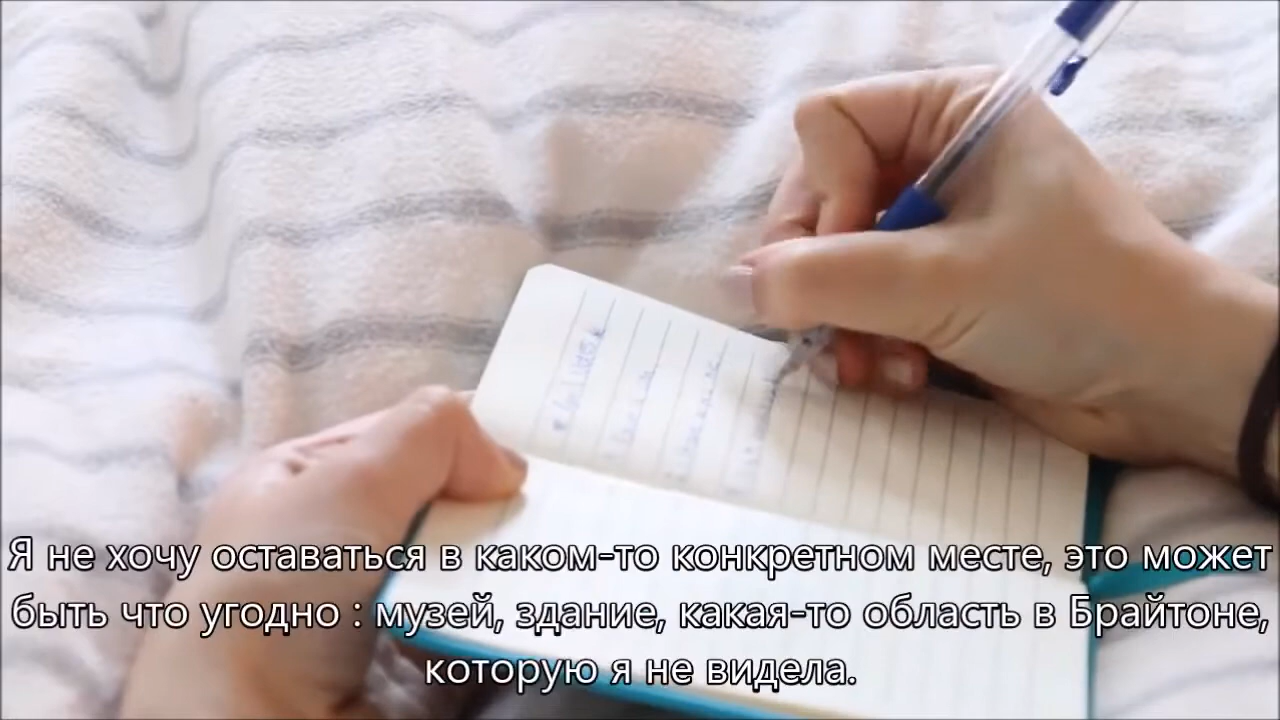 Я не хочу оставаться в каком-то конкретном месте, это может
быть что угодно : музей, здание, какая-то область в Брайтоне,
которую я не видела.